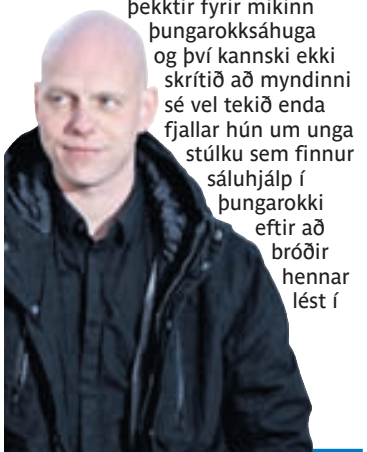 þekktir fyrir mikinn
þungarokksáhuga
og því kannski ekki
skrítið að myndinni
sé vel tekið enda
fjallar hún um unga
stúlku sem finnur
sáluhjálp í
þungarokki
eftir að
bróðir
hennar
lést í